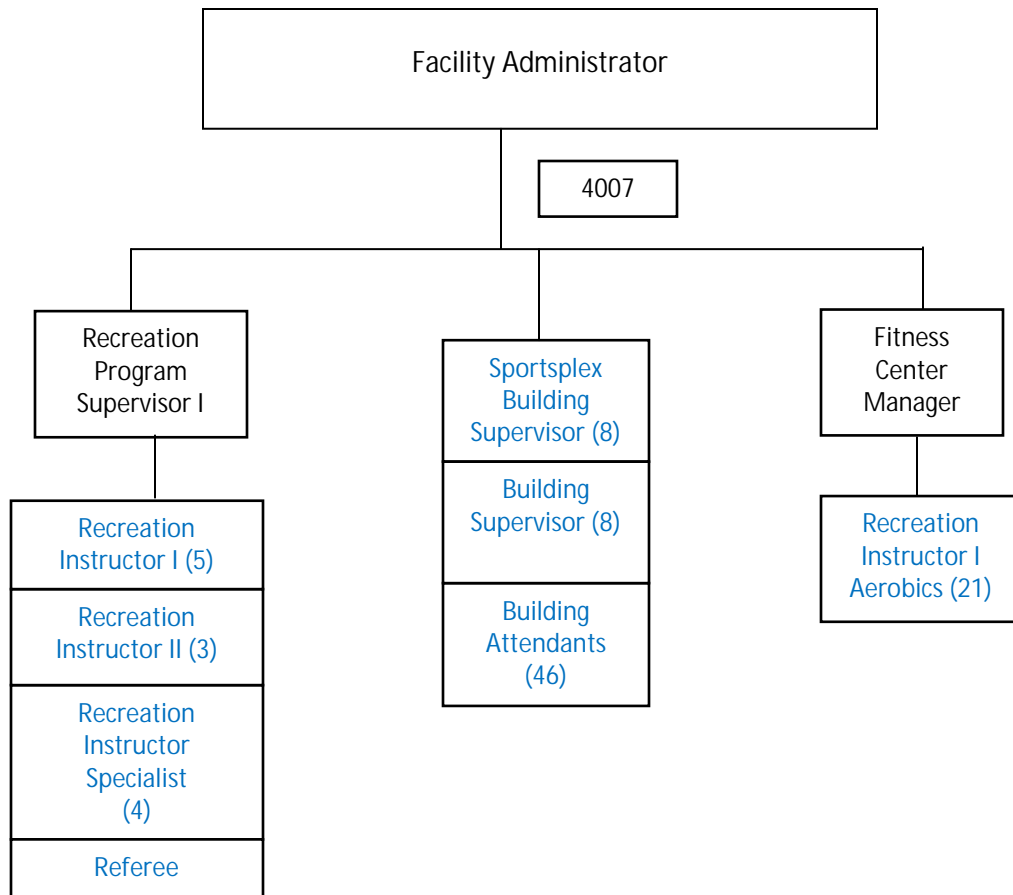 Facility Administrator
4007
Recreation
Program
Supervisor I
Recreation
Instructor I (5)
Recreation
Instructor II (3)
Recreation
Instructor
Specialist
(4)
Referee
Sportsplex
Building
Supervisor (8)
Building
Supervisor (8)
Building
Attendants
(46)
Fitness
Center
Manager
Recreation
Instructor I
Aerobics (21)